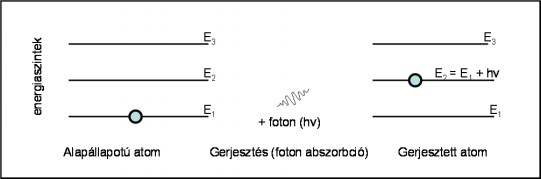 energiaszintek
E3
E2
E1
Alapállapotú atom
+ foton (hν)
Gerjesztés (foton abszorbció)
E3
E2 = E1 + hν
E1
Gerjesztett atom